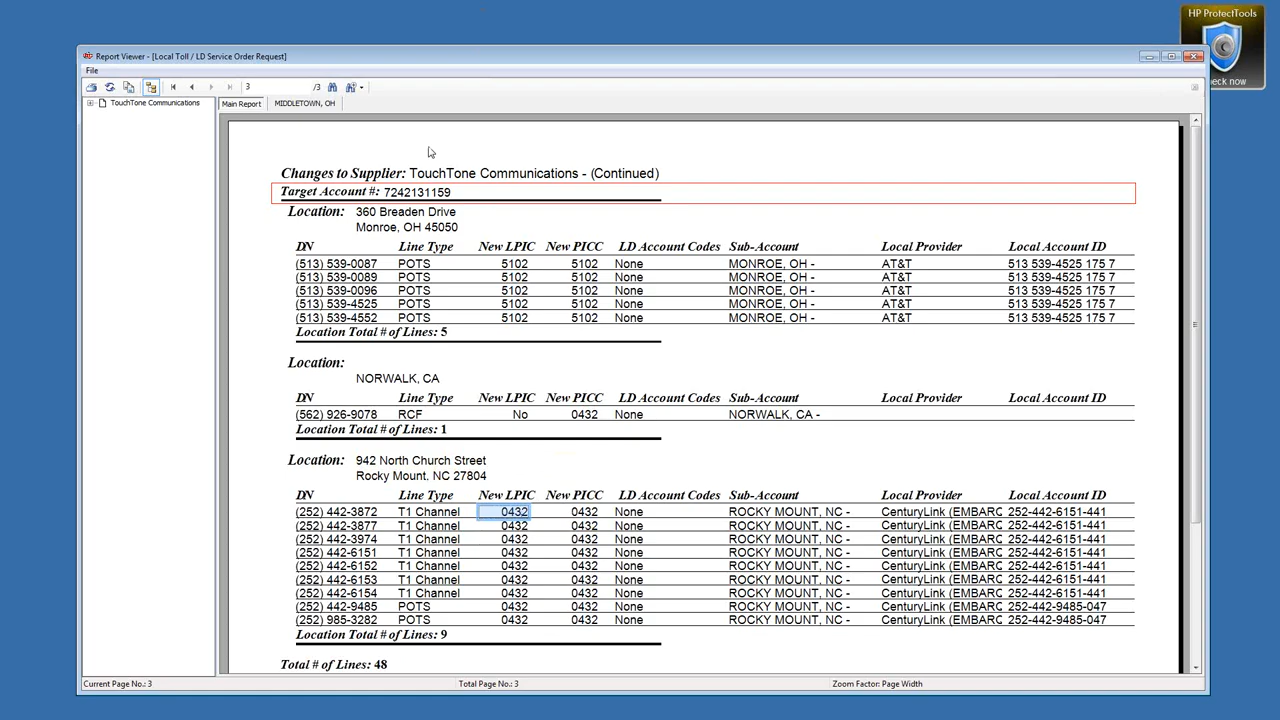 HP ProtectTools
eck now
Report Viewer - [Local Toll / LD Service Order Request]
File
3 /3
TouchTone Communications
Main Report MIDDLETOWN, OH
Changes to Supplier: TouchTone Communications - (Continued)
Target Account #: 7242131159
Location: 360 Breaden Drive
Monroe, OH 45050
DN Line Type New LPIC New PICC LD Account Codes Sub-Account Local Provider Local Account ID
(513) 539-0087 POTS 5102 5102 None MONROE, OH - AT&T 513 539-4525 175 7
(513) 539-0089 POTS 5102 5102 None MONROE, OH - AT&T 513 539-4525 175 7
(513) 539-0096 POTS 5102 5102 None MONROE, OH - AT&T 513 539-4525 175 7
(513) 539-4525 POTS 5102 5102 None MONROE, OH - AT&T 513 539-4525 175 7
(513) 539-4552 POTS 5102 5102 None MONROE, OH - AT&T 513 539-4525 175 7
Location Total # of Lines: 5
Location:
NORWALK, CA
DN Line Type New LPIC New PICC LD Account Codes Sub-Account Local Provider Local Account ID
(562) 926-9078 RCF No 0432 None NORWALK, CA -
Location Total # of Lines: 1
Location: 942 North Church Street
Rocky Mount, NC 27804
DN Line Type New LPIC New PICC LD Account Codes Sub-Account Local Provider Local Account ID
(252) 442-3872 T1 Channel 0432 0432 None ROCKY MOUNT, NC - CenturyLink (EMBARQ 252-442-6151-441
(252) 442-3877 T1 Channel 0432 0432 None ROCKY MOUNT, NC - CenturyLink (EMBARQ 252-442-6151-441
(252) 442-3974 T1 Channel 0432 0432 None ROCKY MOUNT, NC - CenturyLink (EMBARQ 252-442-6151-441
(252) 442-6151 T1 Channel 0432 0432 None ROCKY MOUNT, NC - CenturyLink (EMBARQ 252-442-6151-441
(252) 442-6152 T1 Channel 0432 0432 None ROCKY MOUNT, NC - CenturyLink (EMBARQ 252-442-6151-441
(252) 442-6153 T1 Channel 0432 0432 None ROCKY MOUNT, NC - CenturyLink (EMBARQ 252-442-6151-441
(252) 442-6154 T1 Channel 0432 0432 None ROCKY MOUNT, NC - CenturyLink (EMBARQ 252-442-6151-441
(252) 442-9485 POTS 0432 0432 None ROCKY MOUNT, NC - CenturyLink (EMBARQ 252-442-9485-047
(252) 985-3282 POTS 0432 0432 None ROCKY MOUNT, NC - CenturyLink (EMBARQ 252-442-9485-047
Location Total # of Lines: 9
Total # of Lines: 48
Current Page No.: 3 Total Page No.: 3 Zoom Factor: Page Width